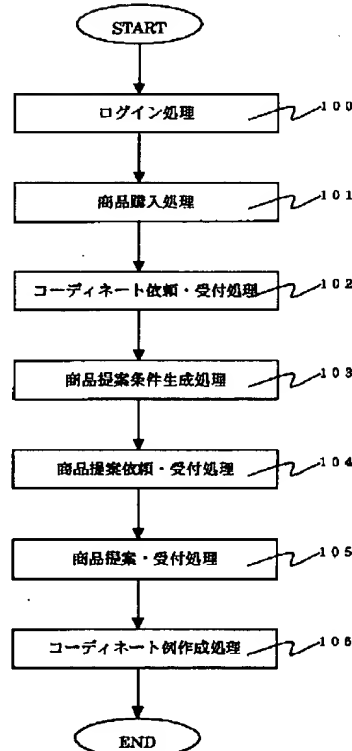 START
ログイン処理
100
商品購入処理
101
コーディネート依頼・受付処理
102
商品提案条件生成処理
103
商品提案依頼・受付処理
104
商品提案・受付処理
105
コーディネート例作成処理
106
END